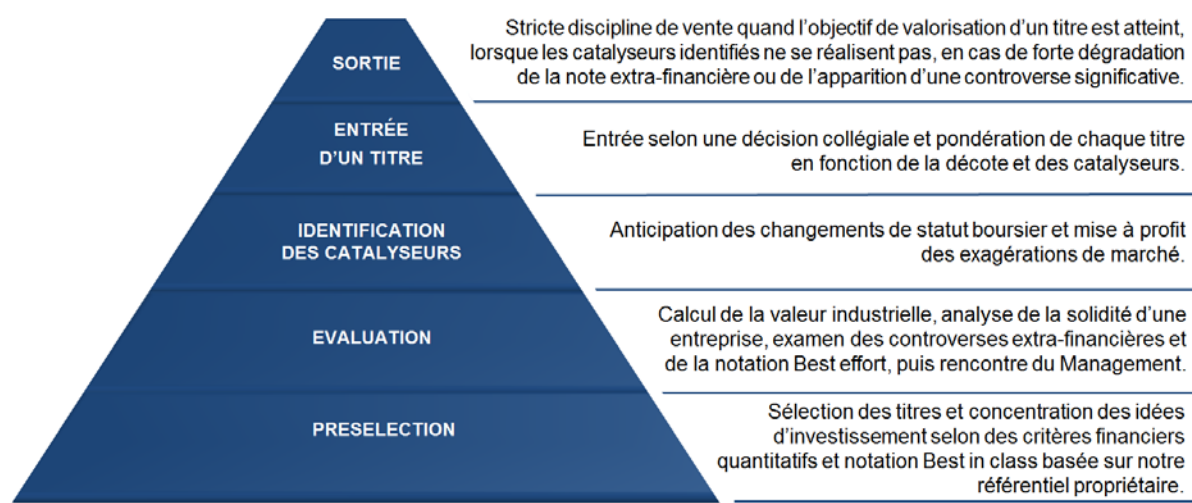 SORTIE
Stricte discipline de vente quand l’objectif de valorisation d’un titre est atteint,
lorsque les catalyseurs identifiés ne se réalisent pas, en cas de forte dégradation
de la note extra-financière ou de l’apparition d’une controverse significative.
ENTRÉE
D’UN TITRE
Entrée selon une décision collégiale et pondération de chaque titre
en fonction de la décote et des catalyseurs.
IDENTIFICATION
DES CATALYSEURS
Anticipation des changements de statut boursier et mise à profit
des exagérations de marché.
EVALUATION
Calcul de la valeur industrielle, analyse de la solidité d’une
entreprise, examen des controverses extra-financières et
de la notation Best effort, puis rencontre du Management.
PRESELECTION
Sélection des titres et concentration des idées
d’investissement selon des critères financiers
quantitatifs et notation Best in class basée sur notre
référentiel propriétaire.